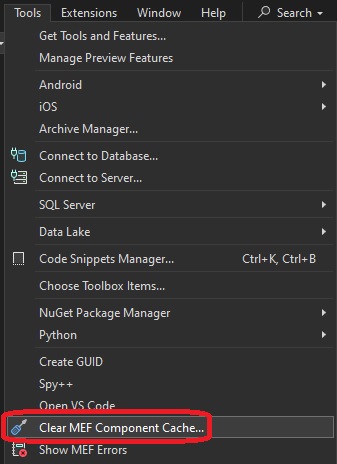 Tools Extensions Window Help Search
Get Tools and Features...
Manage Preview Features
Android
iOS
Archive Manager...
Connect to Database...
Connect to Server...
SQL Server
Data Lake
Code Snippets Manager... Ctrl+K, Ctrl+B
Choose Toolbox Items...
NuGet Package Manager
Python
Create GUID
Spy++
Open VS Code
Clear MEF Component Cache...
Show MEF Errors